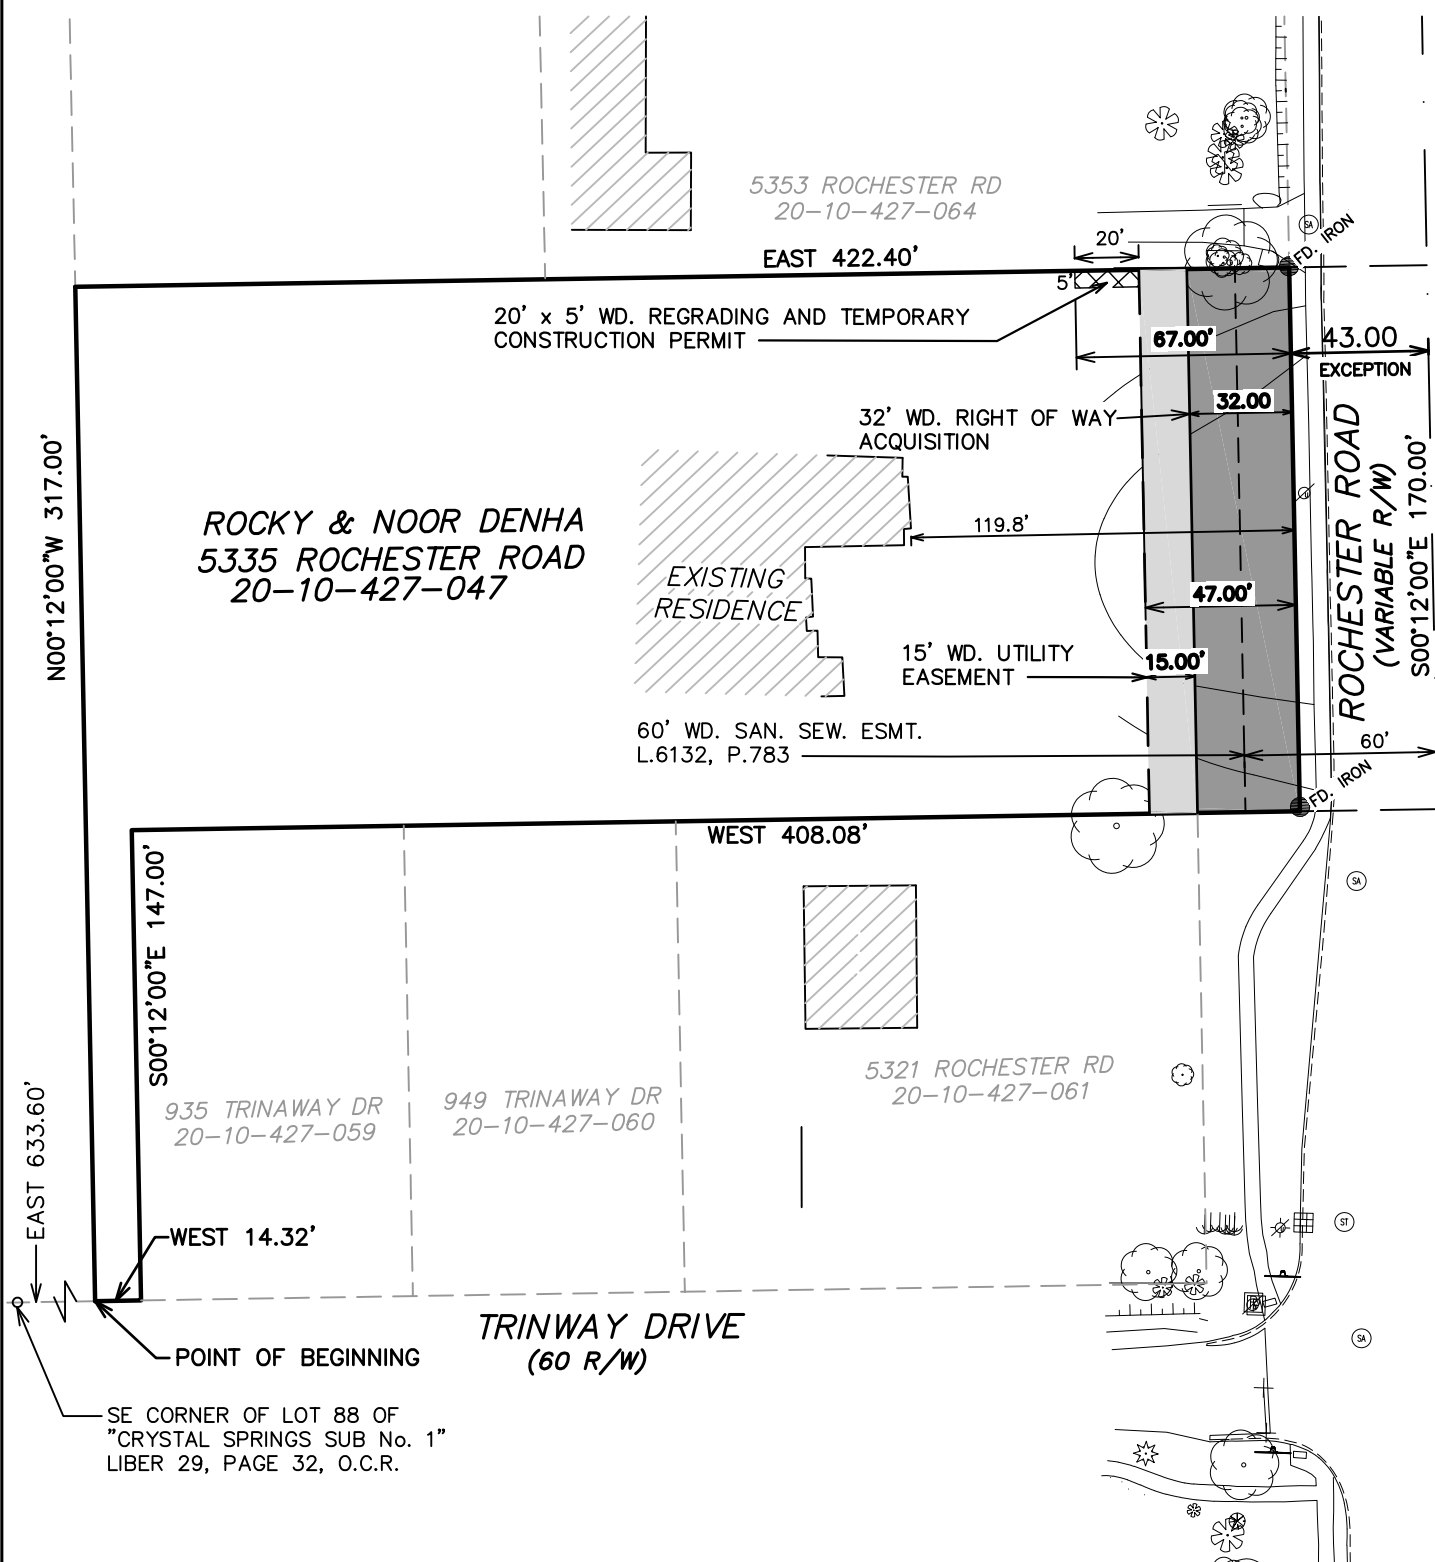 5353 ROCHESTER RD
20-10-427-064
SA
FD. IRON
20'
EAST 422.40'
5'
20' x 5' WD. REGRADING AND TEMPORARY
CONSTRUCTION PERMIT
67.00'
43.00
EXCEPTION
32.00
32' WD. RIGHT OF WAY
ACQUISITION
N00°12'00"W 317.00'
ROCKY & NOOR DENHA
5335 ROCHESTER ROAD
20-10-427-047
119.8'
EXISTING
RESIDENCE
47.00'
ROCHESTER ROAD
(VARIABLE R/W)
S00°12'00"E 170.00'
15' WD. UTILITY
EASEMENT
15.00'
60' WD. SAN. SEW. ESMT.
L.6132, P.783
60'
FD. IRON
WEST 408.08'
SA
S00°12'00"E 147.00'
5321 ROCHESTER RD
20-10-427-061
935 TRINAWAY DR
20-10-427-059
949 TRINAWAY DR
20-10-427-060
EAST 633.60'
WEST 14.32'
ST
TRINWAY DRIVE
(60 R/W)
SA
POINT OF BEGINNING
SE CORNER OF LOT 88 OF
"CRYSTAL SPRINGS SUB No. 1"
LIBER 29, PAGE 32, O.C.R.